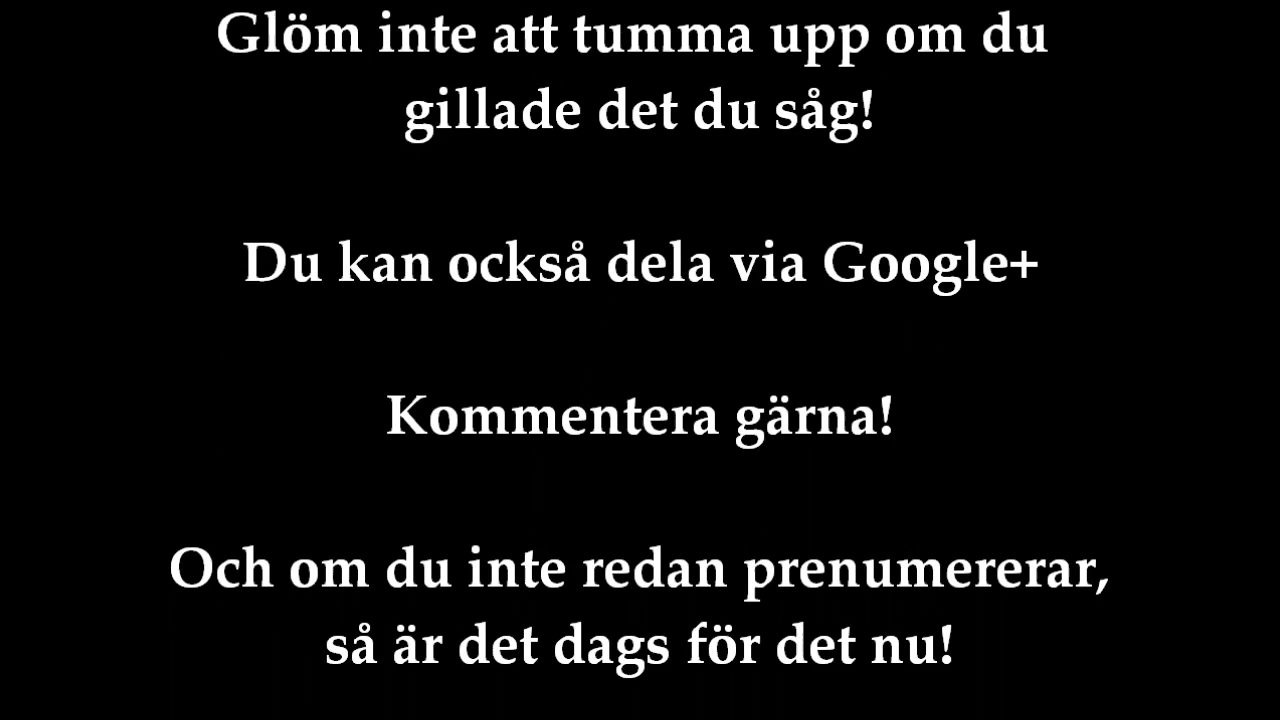 Glöm inte att tumma upp om du
gillade det du såg!
Du kan också dela via Google+
Kommentera gärna!
Och om du inte redan prenumererar,
så är det dags för det nu!